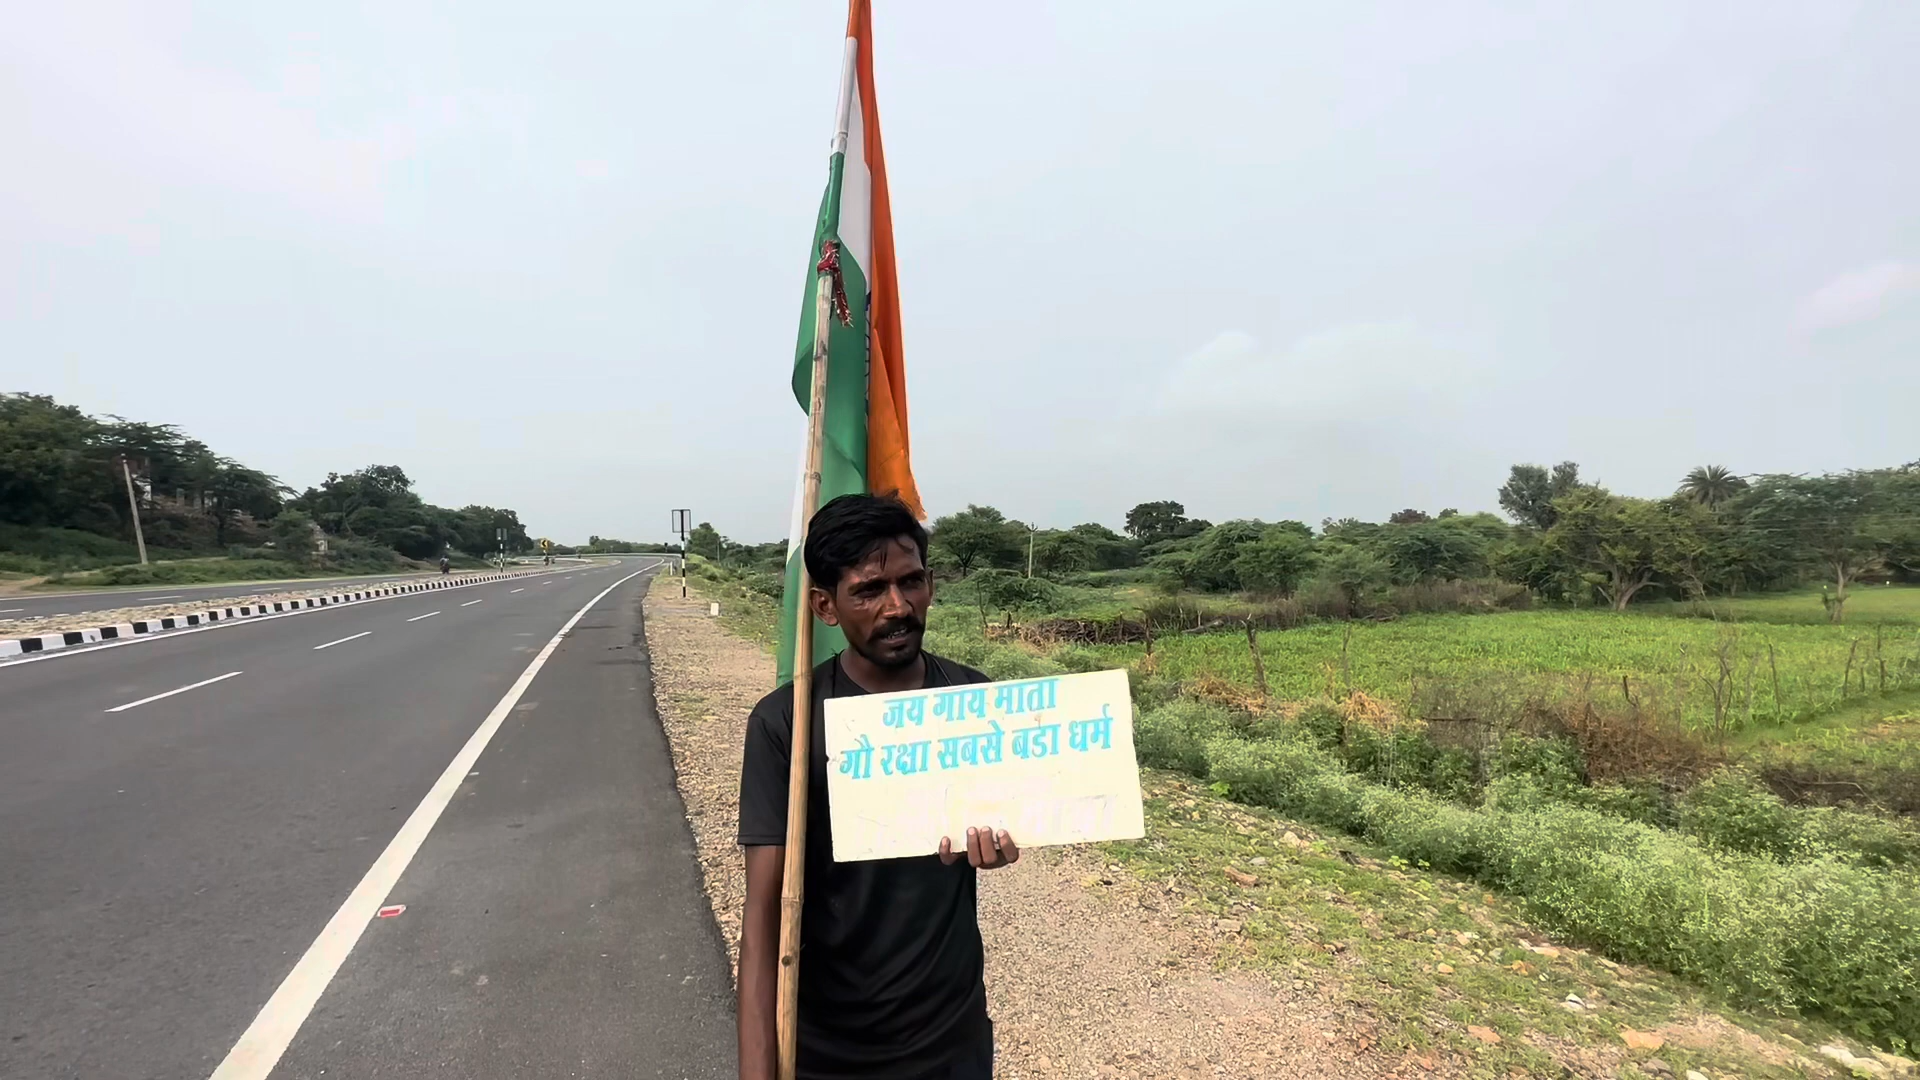 जय गाय माता
गौ रक्षा सबसे बडा धर्म